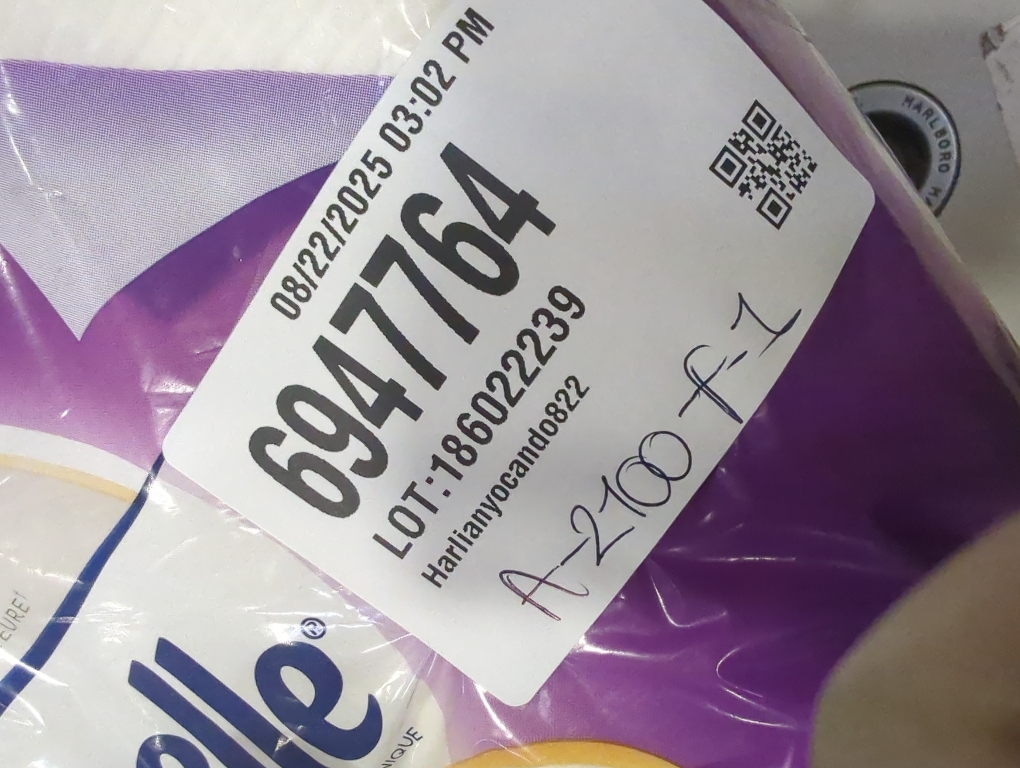 08/22/2025 03:02 PM
6947764
LOT:186022239
Harlianyocando822
A-2100 f-1
MARLBORO
elle®